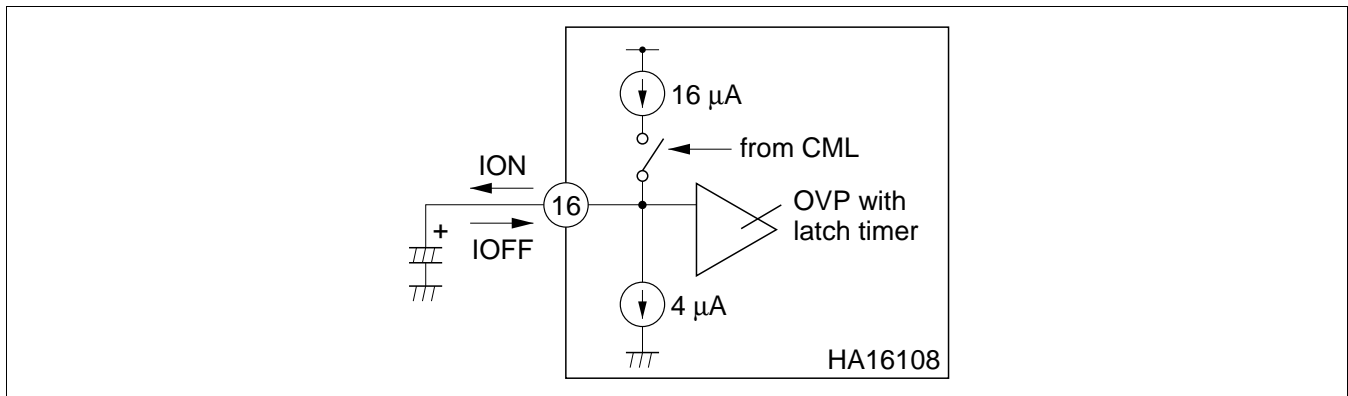 16 μA
from CML
ION
16
OVP with
latch timer
+
IOFF
4 μA
HA16108